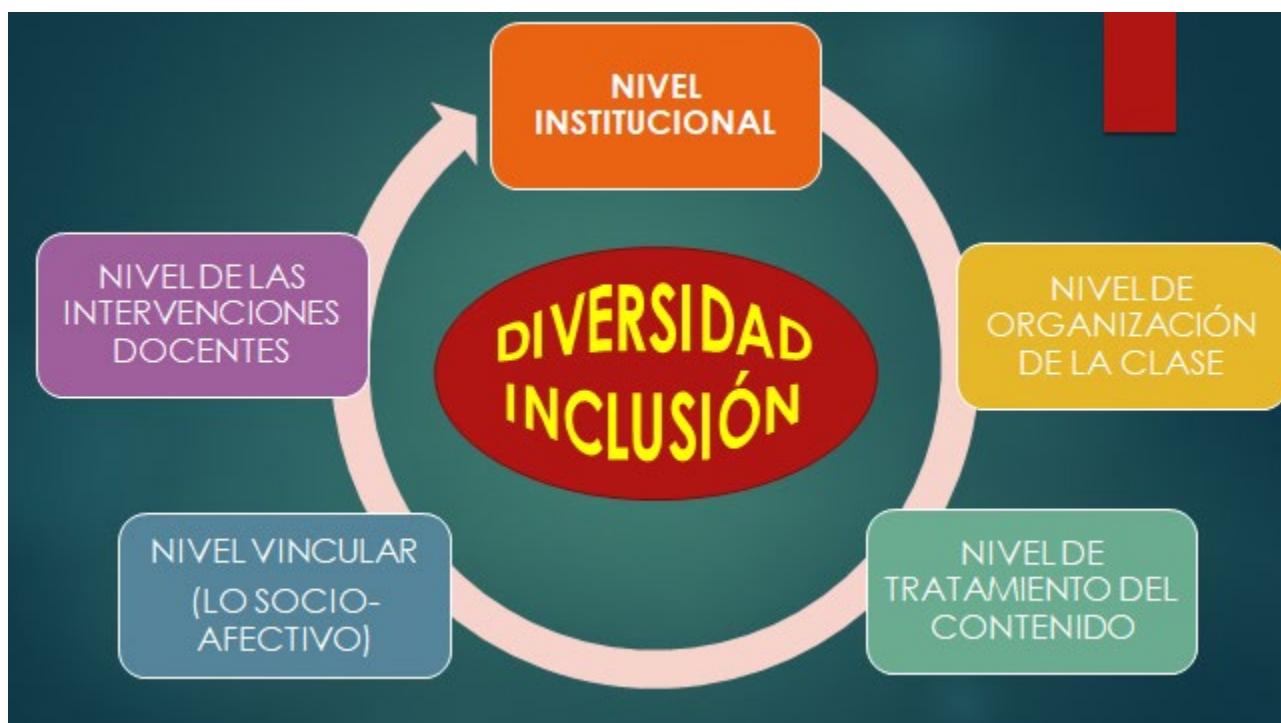 NIVEL
INSTITUCIONAL
NIVEL DE
ORGANIZACIÓN
DE LA CLASE
NIVEL DE
TRATAMIENTO DEL
CONTENIDO
NIVEL VINCULAR
(LO SOCIO-
AFECTIVO)
NIVEL DE LAS
INTERVENCIONES
DOCENTES
DIVERSIDAD
INCLUSIÓN